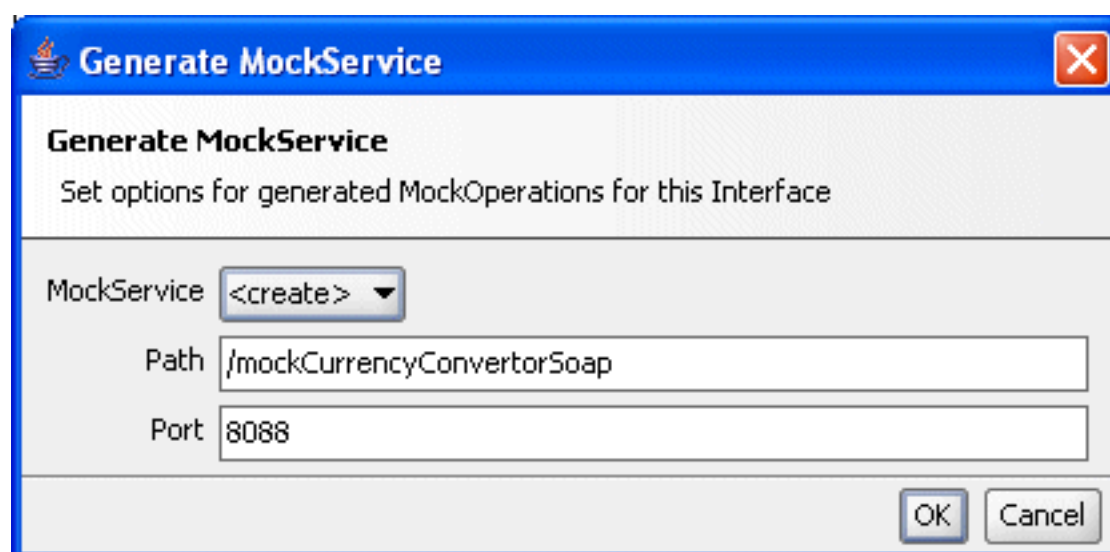 Generate MockService
Generate MockService
Set options for generated MockOperations for this Interface
MockService <create>
Path /mockCurrencyConvertorSoap
Port 8088
OK Cancel